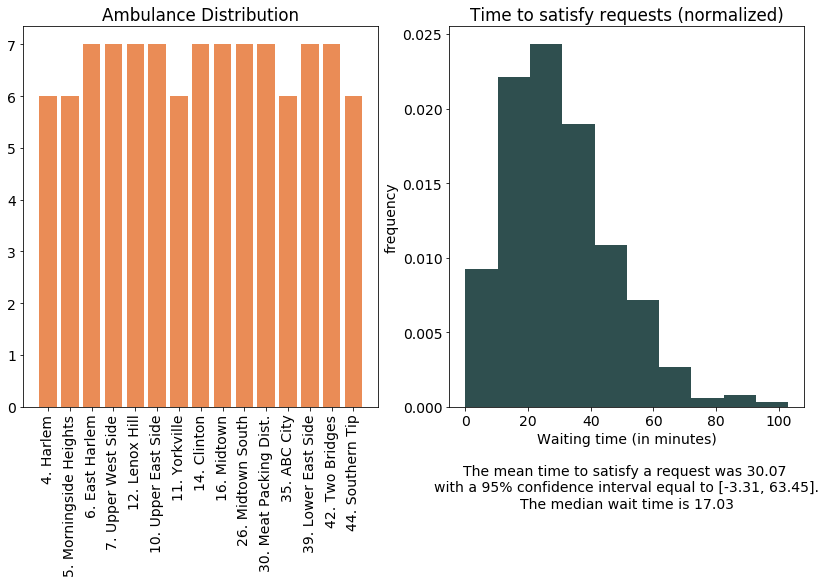 Ambulance Distribution
7
6
5
4
3
2
1
0
4. Harlem
5. Morningside Heights
6. East Harlem
7. Upper West Side
12. Lenox Hill
10. Upper East Side
11. Yorkville
14. Clinton
16. Midtown
26. Midtown South
30. Meat Packing Dist.
35. ABC City
39. Lower East Side
42. Two Bridges
44. Southern Tip
Time to satisfy requests (normalized)
frequency
0.025
0.020
0.015
0.010
0.005
0.000
0 20 40 60 80 100
Waiting time (in minutes)
The mean time to satisfy a request was 30.07
with a 95% confidence interval equal to [-3.31, 63.45].
The median wait time is 17.03